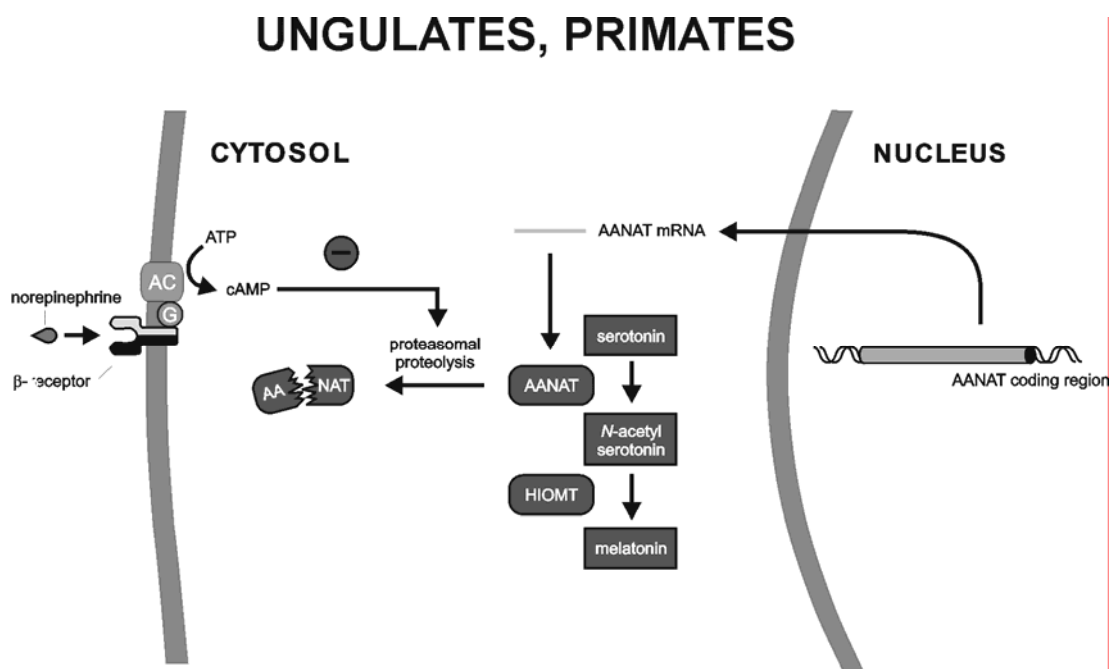 UNGULATES, PRIMATES
CYTOSOL
NUCLEUS
ATP
AANAT mRNA
AC
cAMP
norepinephrine
G
serotonin
proteasomal
proteolysis
β-receptor
AA
NAT
AANAT
AANAT coding region
N-acetyl
serotonin
HIOMT
melatonin